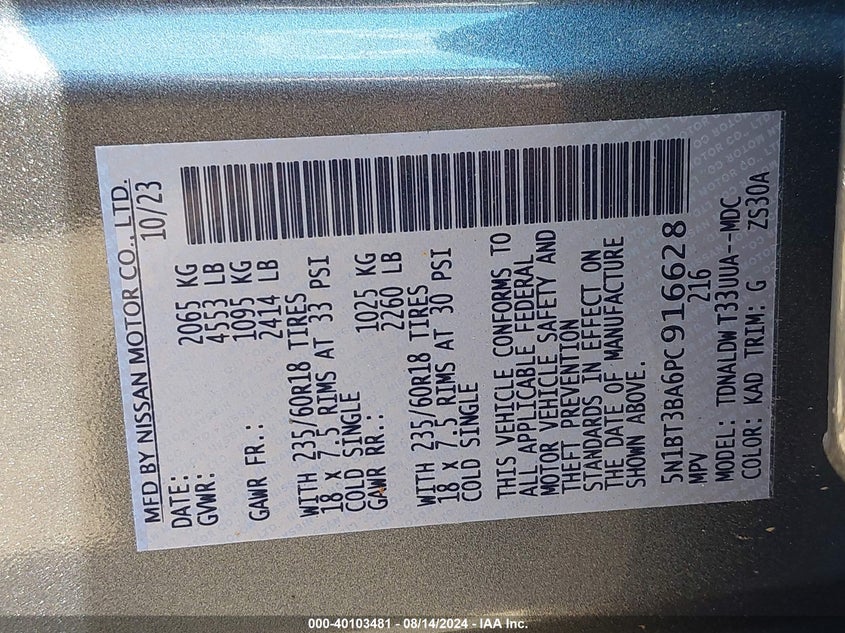 MFD BY NISSAN MOTOR CO., LTD.
DATE: 10/23
GVWR: 2065 KG
4553 LB
GAWR FR.: 1095 KG
2414 LB
WITH 235/60R18 TIRES
18 X 7.5 RIMS AT 33 PSI
COLD SINGLE
GAWR RR.: 1025 KG
2260 LB
WITH 235/60R18 TIRES
18 X 7.5 RIMS AT 30 PSI
COLD SINGLE
THIS VEHICLE CONFORMS TO
ALL APPLICABLE FEDERAL
MOTOR VEHICLE SAFETY AND
THEFT PREVENTION
STANDARDS IN EFFECT ON
THE DATE OF MANUFACTURE
SHOWN ABOVE.
5N1BT3BA6PC916628
MPV 216
MODEL: TDNALDWT33UUA--MDC
COLOR: KAD TRIM: G ZS30A
000-40103481 - 08/14/2024 - IAA Inc.